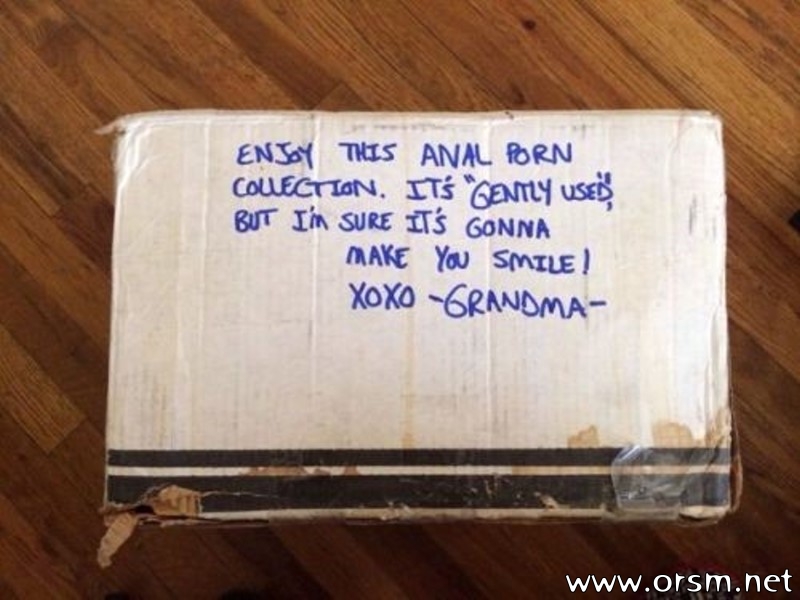 ENJOY THIS ANAL PORN
COLLECTION. IT'S "GENTLY USED",
BUT I'M SURE IT'S GONNA
MAKE YOU SMILE!
XOXO -GRANDMA-
www.orsm.net